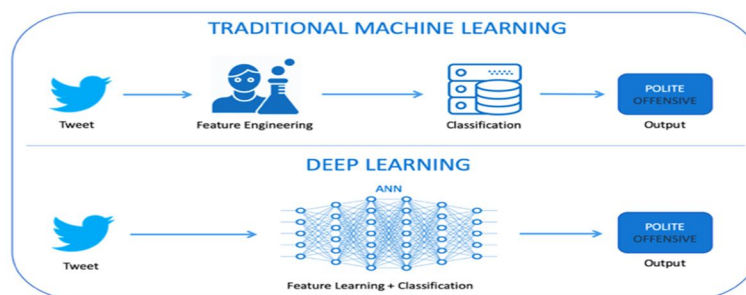 TRADITIONAL MACHINE LEARNING
Tweet
Feature Engineering
Classification
POLITE
OFFENSIVE
Output
DEEP LEARNING
ANN
Tweet
Feature Learning + Classification
POLITE
OFFENSIVE
Output